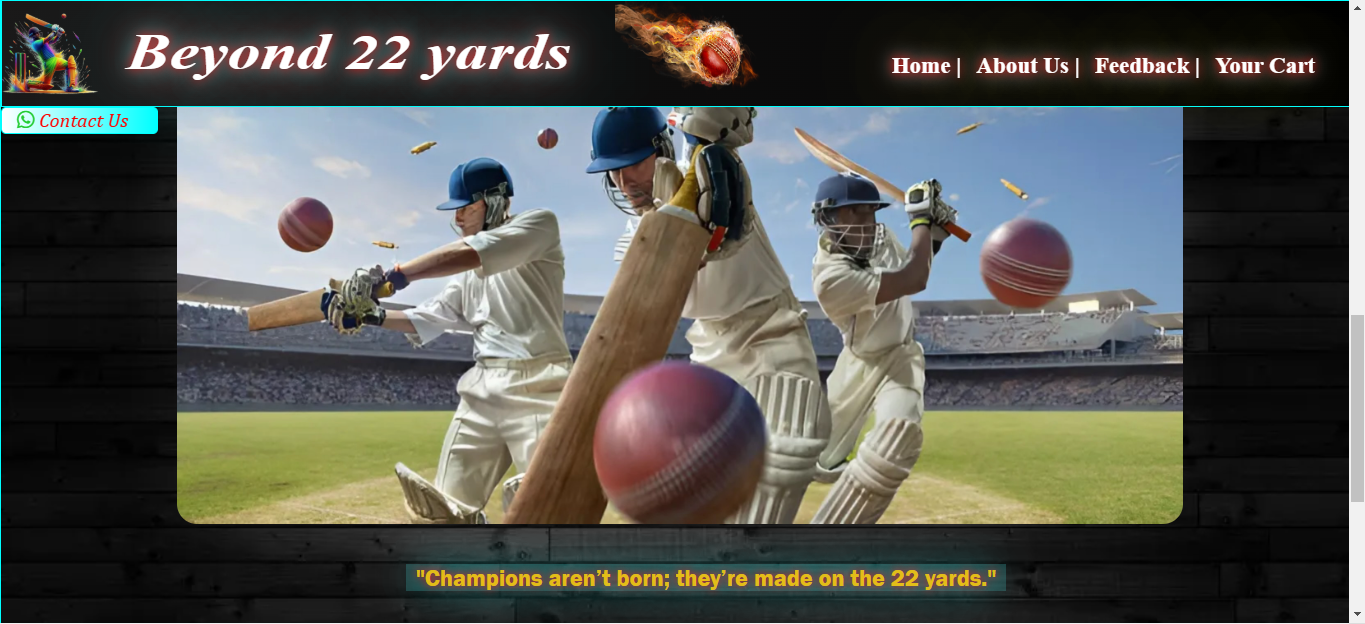 Beyond 22 yards
Home | About Us | Feedback | Your Cart
Contact Us
"Champions aren’t born; they’re made on the 22 yards."